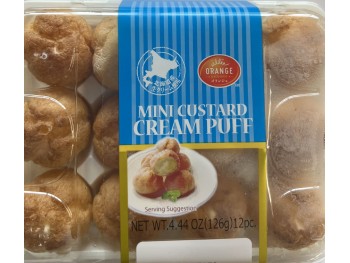 ORANGE
MINI CUSTARD
CREAM PUFF
Serving Suggestion
NET WT. 4.44 OZ(126g)12pc.